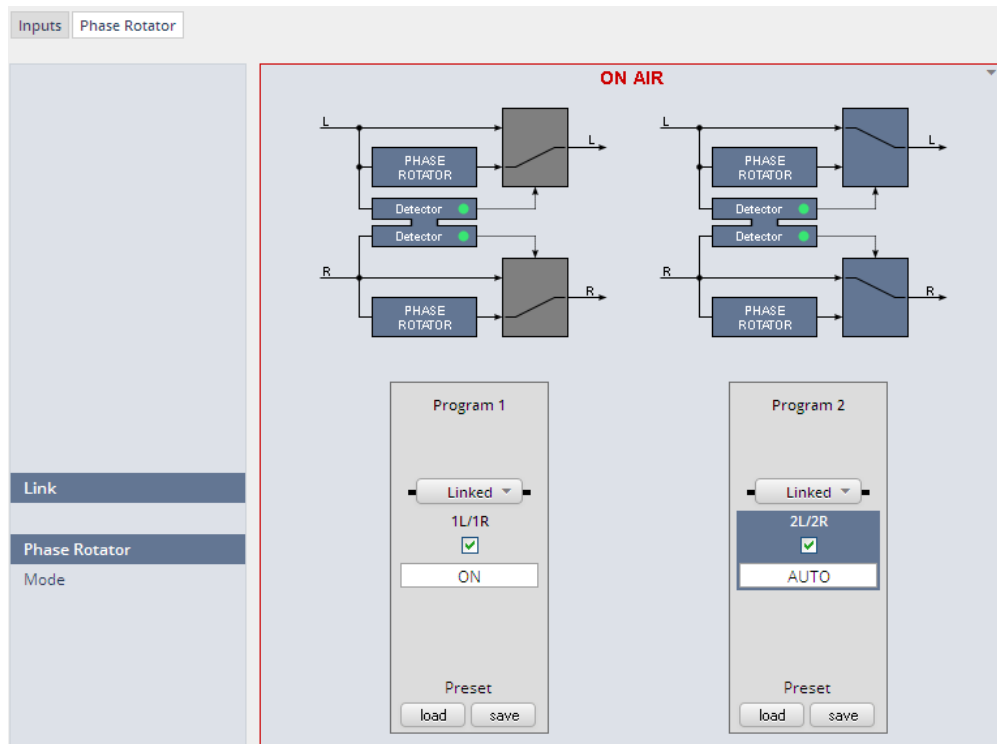 Inputs
Phase Rotator
ON AIR
L
PHASE
ROTATOR
L
Detector
Detector
R
R
PHASE
ROTATOR
L
PHASE
ROTATOR
L
Detector
Detector
R
R
PHASE
ROTATOR
Program 1
Program 2
Link
Linked
Linked
1L/1R
2L/2R
Phase Rotator
Mode
ON
AUTO
Preset
load
save
Preset
load
save